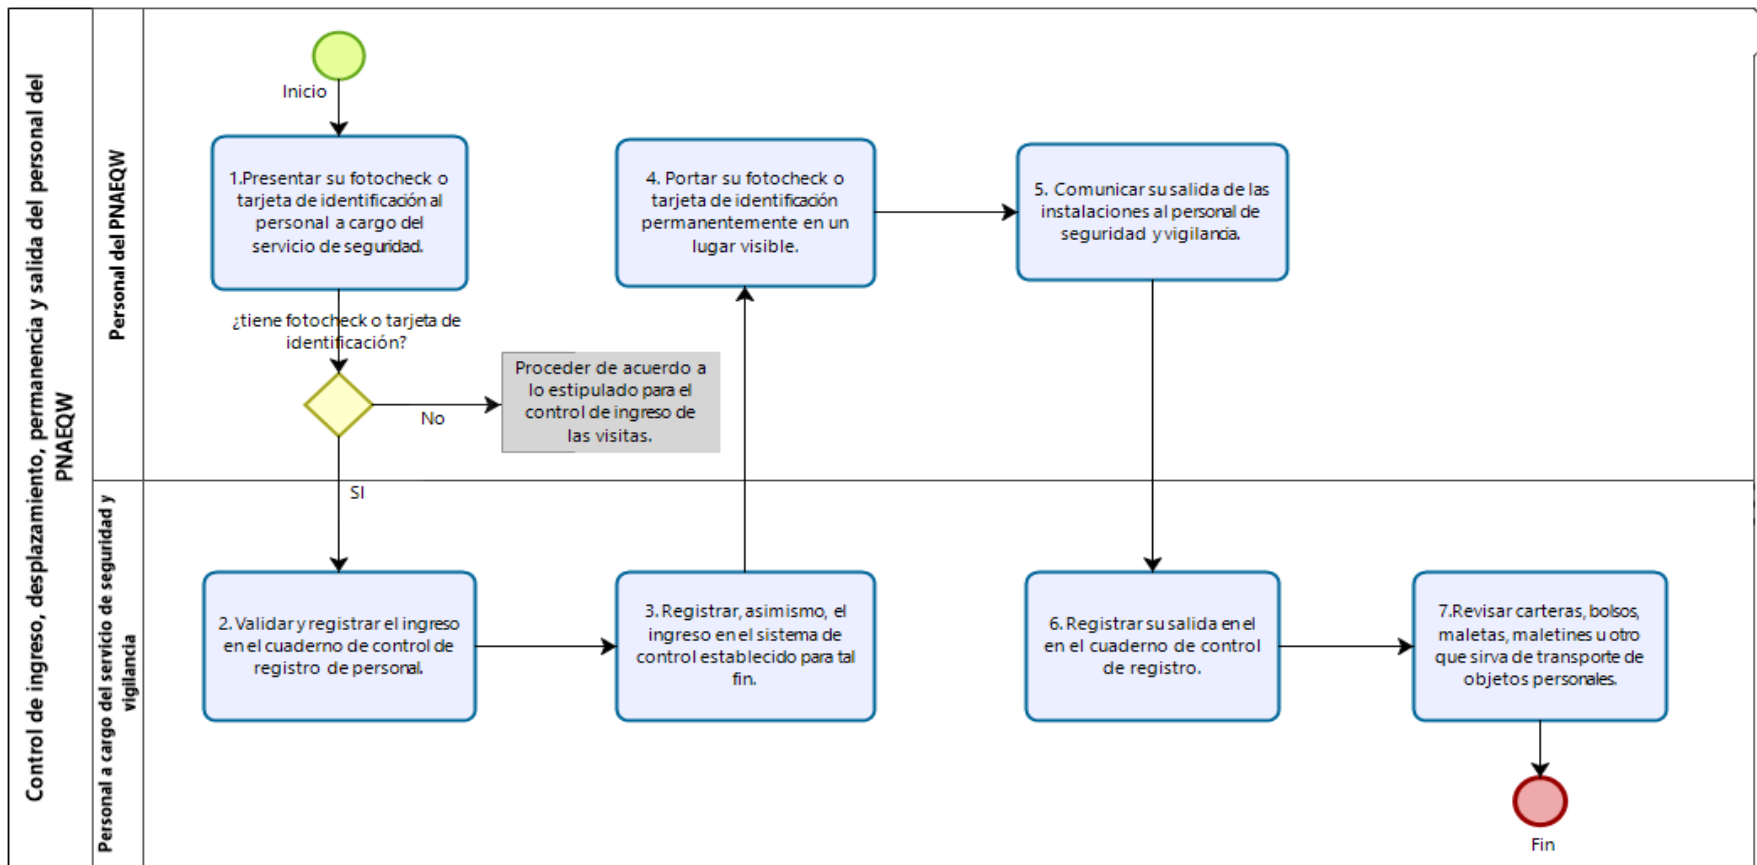 Control de ingreso, desplazamiento, permanencia y salida del personal del
PNAEQW
Personal del PNAEQW
Inicio
1.Presentar su fotocheck o
tarjeta de identificación al
personal a cargo del
servicio de seguridad.
¿tiene fotocheck o tarjeta de
identificación?
No
Proceder de acuerdo a
lo estipulado para el
control de ingreso de
las visitas.
SI
4. Portar su fotocheck o
tarjeta de identificación
permanentemente en un
lugar visible.
5. Comunicar su salida de las
instalaciones al personal de
seguridad y vigilancia.
Personal a cargo del servicio de seguridad y
vigilancia
2. Validar y registrar el ingreso
en el cuaderno de control de
registro de personal.
3. Registrar, asimismo, el
ingreso en el sistema de
control establecido para tal
fin.
6. Registrar su salida en el
en el cuaderno de control
de registro.
7.Revisar carteras, bolsos,
maletas, maletines u otro
que sirva de transporte de
objetos personales.
Fin